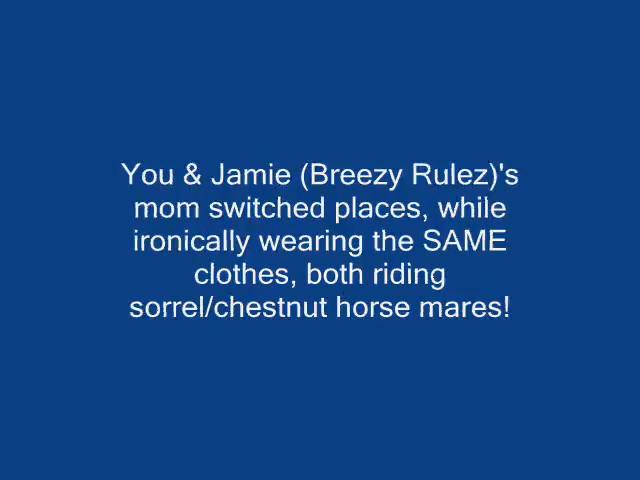 You & Jamie (Breezy Rulez)'s
mom switched places, while
ironically wearing the SAME
clothes, both riding
sorrel/chestnut horse mares!